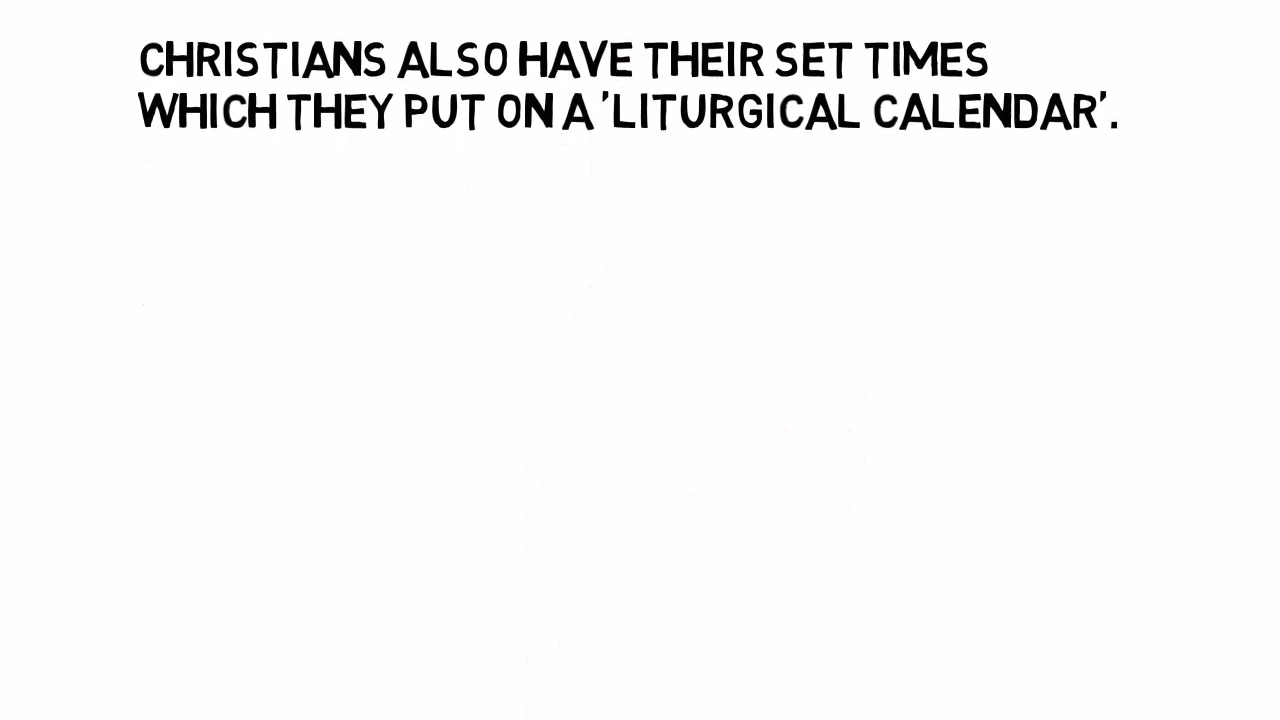 CHRISTIANS ALSO HAVE THEIR SET TIMES
WHICH THEY PUT ON A 'LITURGICAL CALENDAR'.